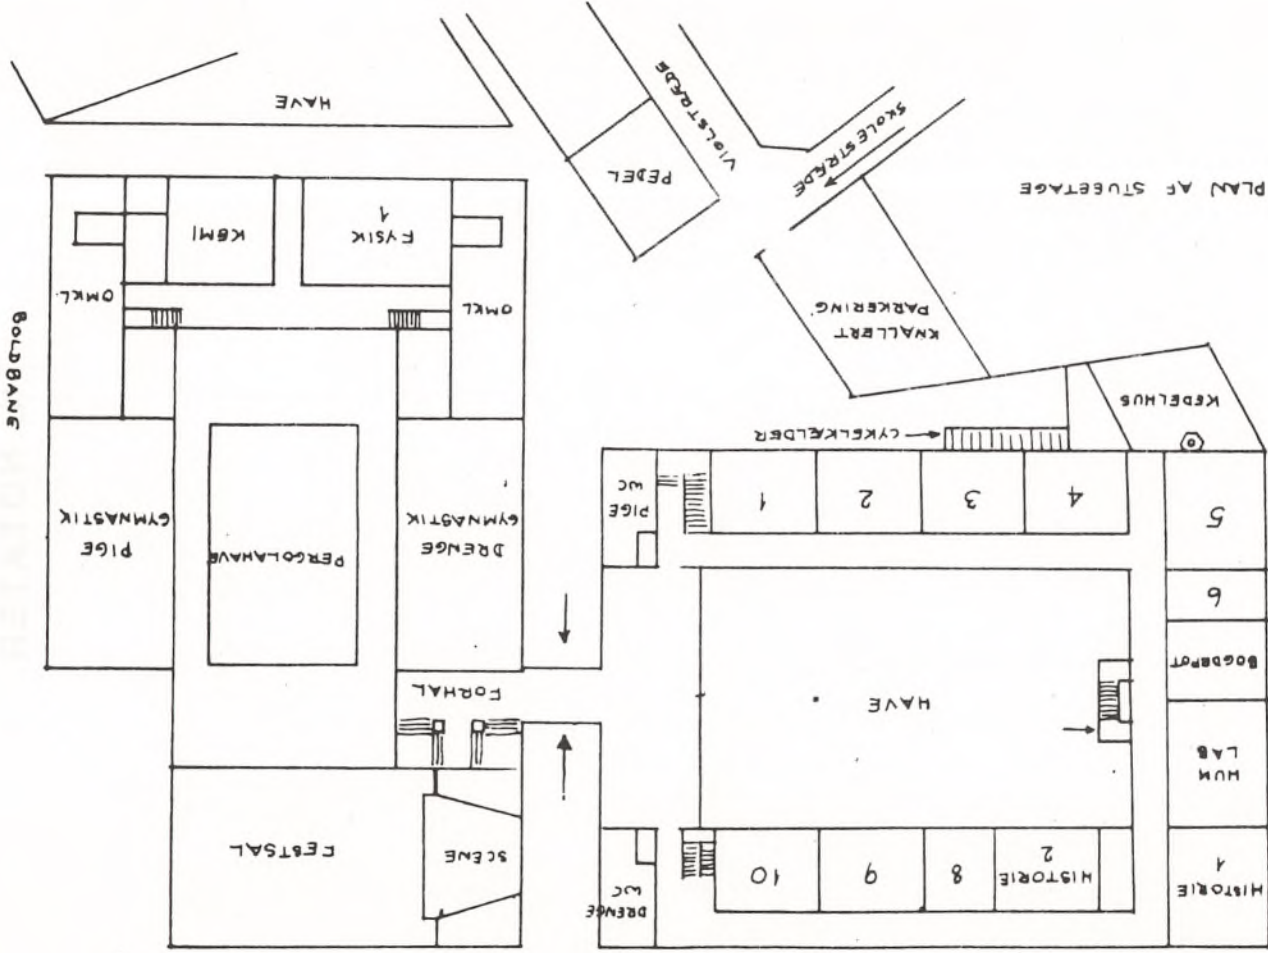 HISTORIE
1
HISTORIE
2
8
9
10
DRENGE
WC
SCENE
FESTSAL
HUM
LAB
HAVE
FORHAL
BOGDEPOT
6
5
4
3
2
1
PIGE
WC
DRENGE
GYMNASTIK
PERGOLAHAVE
PIGE
GYMNASTIK
CYKELKÆLDER
KEDELHUS
KNALLERT
PARKERING
BOLDBANE
OMKL
OMKL
FYSIK
1
KEMI
PLAN AF STUEETAGE
SKOLESTRÆDE
PEDEL
VIOLSTRÆDE
HAVE